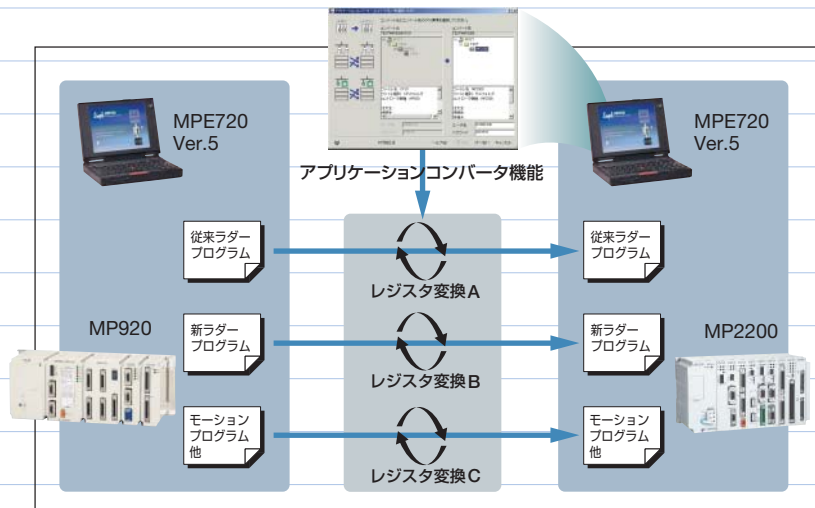 MPE720
Ver.5
MPE720
Ver.5
アプリケーションコンバータ機能
従来ラダー
プログラム
レジスタ変換A
従来ラダー
プログラム
MP920
新ラダー
プログラム
レジスタ変換B
新ラダー
プログラム
MP2200
モーション
プログラム
他
レジスタ変換C
モーション
プログラム
他